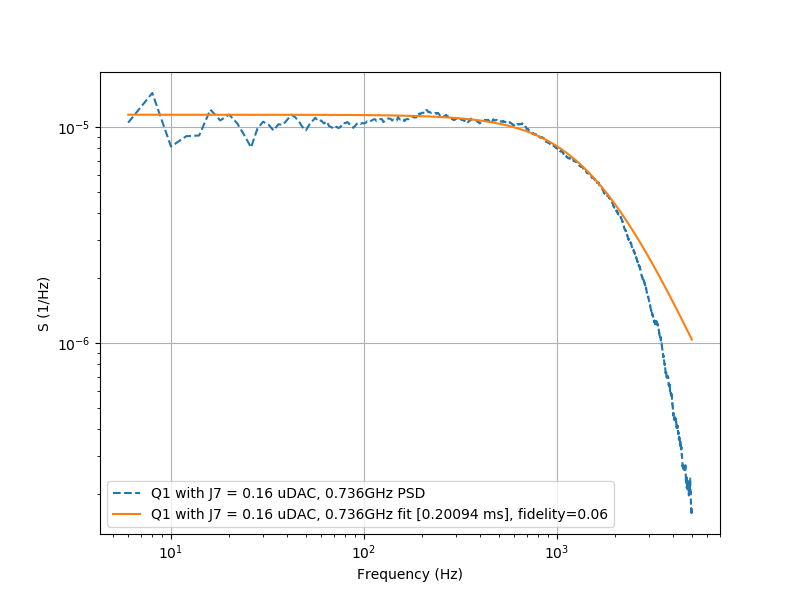 S (1/Hz)
10⁻⁵
10⁻⁶
Q1 with J7 = 0.16 uDAC, 0.736GHz PSD
Q1 with J7 = 0.16 uDAC, 0.736GHz fit [0.20094 ms], fidelity=0.06
10¹ 10² 10³
Frequency (Hz)